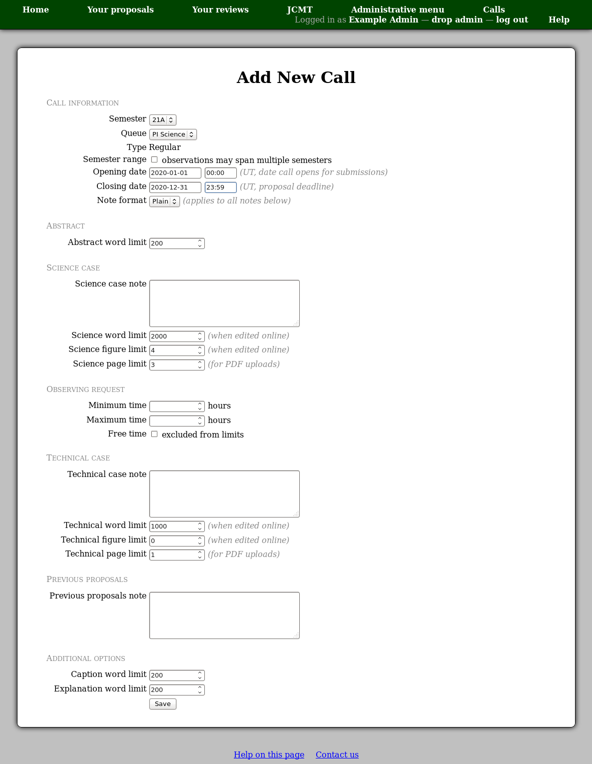 Home Your proposals Your reviews JCMT Administrative menu Calls
Logged in as Example Admin — drop admin — log out Help
Add New Call
Call information
Semester 21A
Queue PI Science
Type Regular
Semester range observations may span multiple semesters
Opening date 2020-01-01 00:00 (UT, date call opens for submissions)
Closing date 2020-12-31 23:59 (UT, proposal deadline)
Note format Plain (applies to all notes below)
Abstract
Abstract word limit 200
Science case
Science case note
Science word limit 2000 (when edited online)
Science figure limit 4 (when edited online)
Science page limit 3 (for PDF uploads)
Observing request
Minimum time hours
Maximum time hours
Free time excluded from limits
Technical case
Technical case note
Technical word limit 1000 (when edited online)
Technical figure limit 0 (when edited online)
Technical page limit 1 (for PDF uploads)
Previous proposals
Previous proposals note
Additional options
Caption word limit 200
Explanation word limit 200
Save
Help on this page Contact us